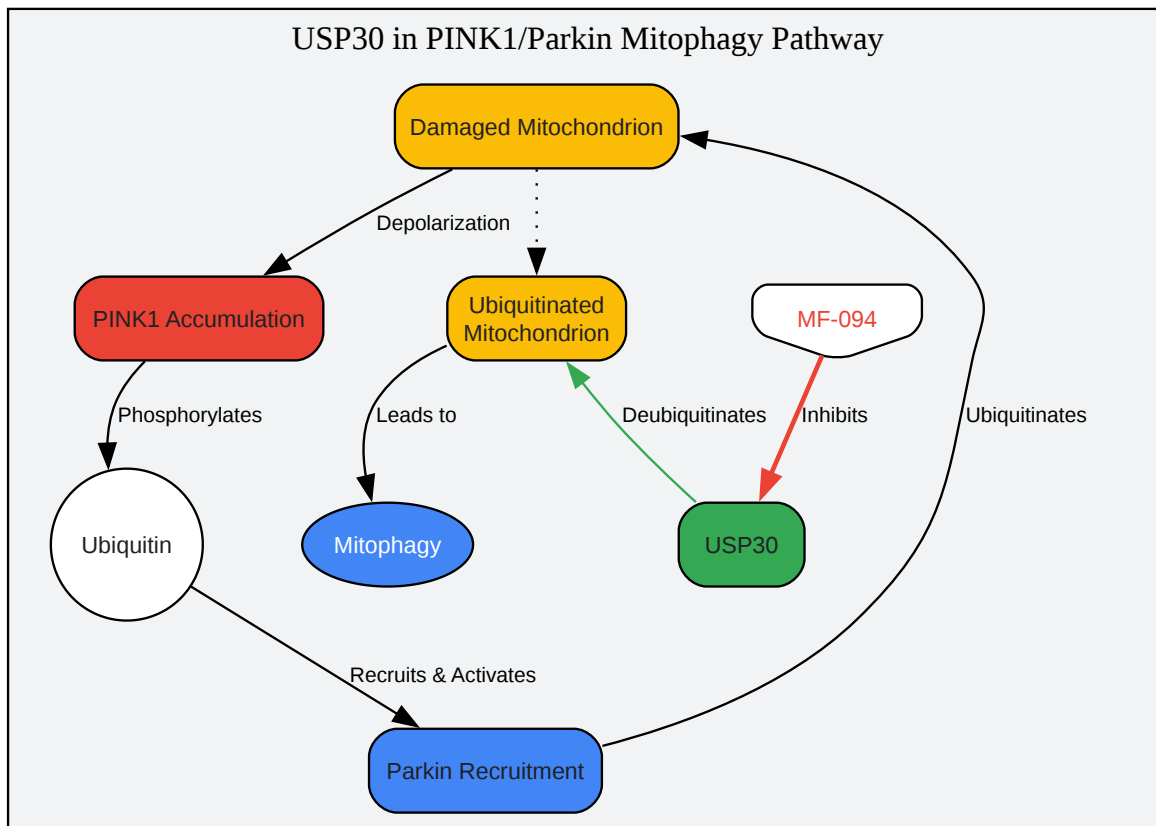 USP30 in PINK1/Parkin Mitophagy Pathway
Damaged Mitochondrion
Depolarization
PINK1 Accumulation
Ubiquitinated
Mitochondrion
MF-094
Phosphorylates
Leads to
Deubiquitinates
Inhibits
Ubiquitinates
Ubiquitin
Mitophagy
USP30
Recruits & Activates
Parkin Recruitment